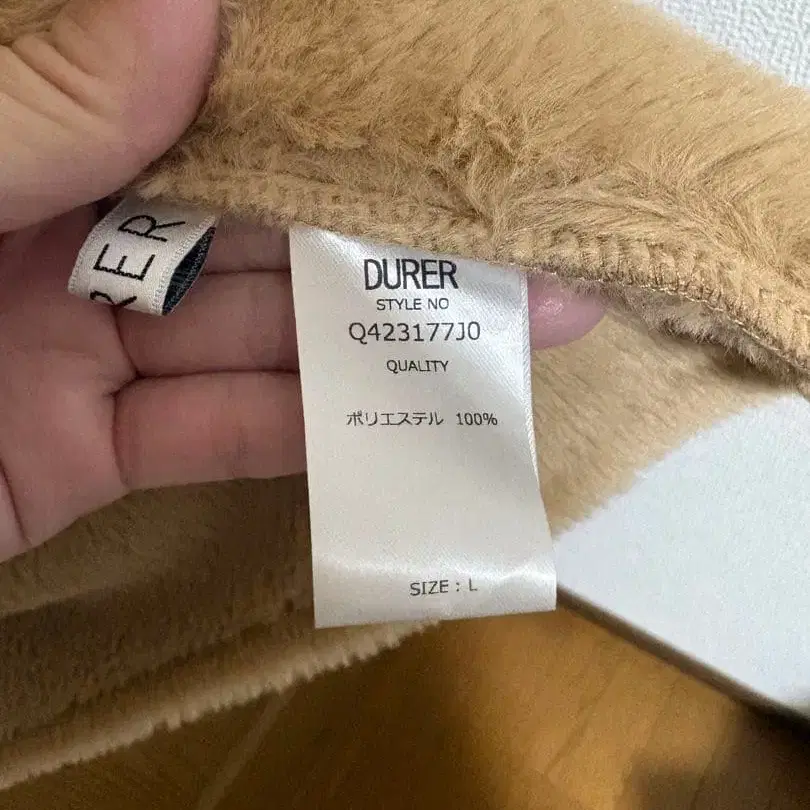 RER
DURER
STYLE NO
Q423177J0
QUALITY
ポリエステル 100%
SIZE : L